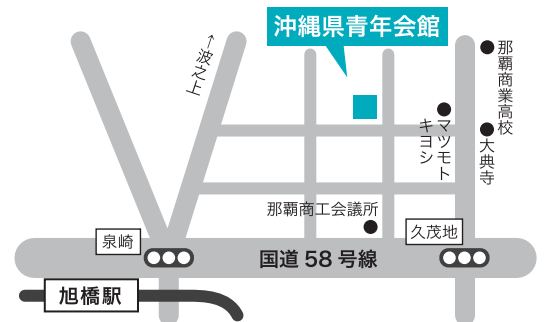 沖縄県青年会館
←波之上
那覇商業高校
マツモト
キヨシ
大典寺
那覇商工会議所
泉崎
久茂地
国道58号線
旭橋駅